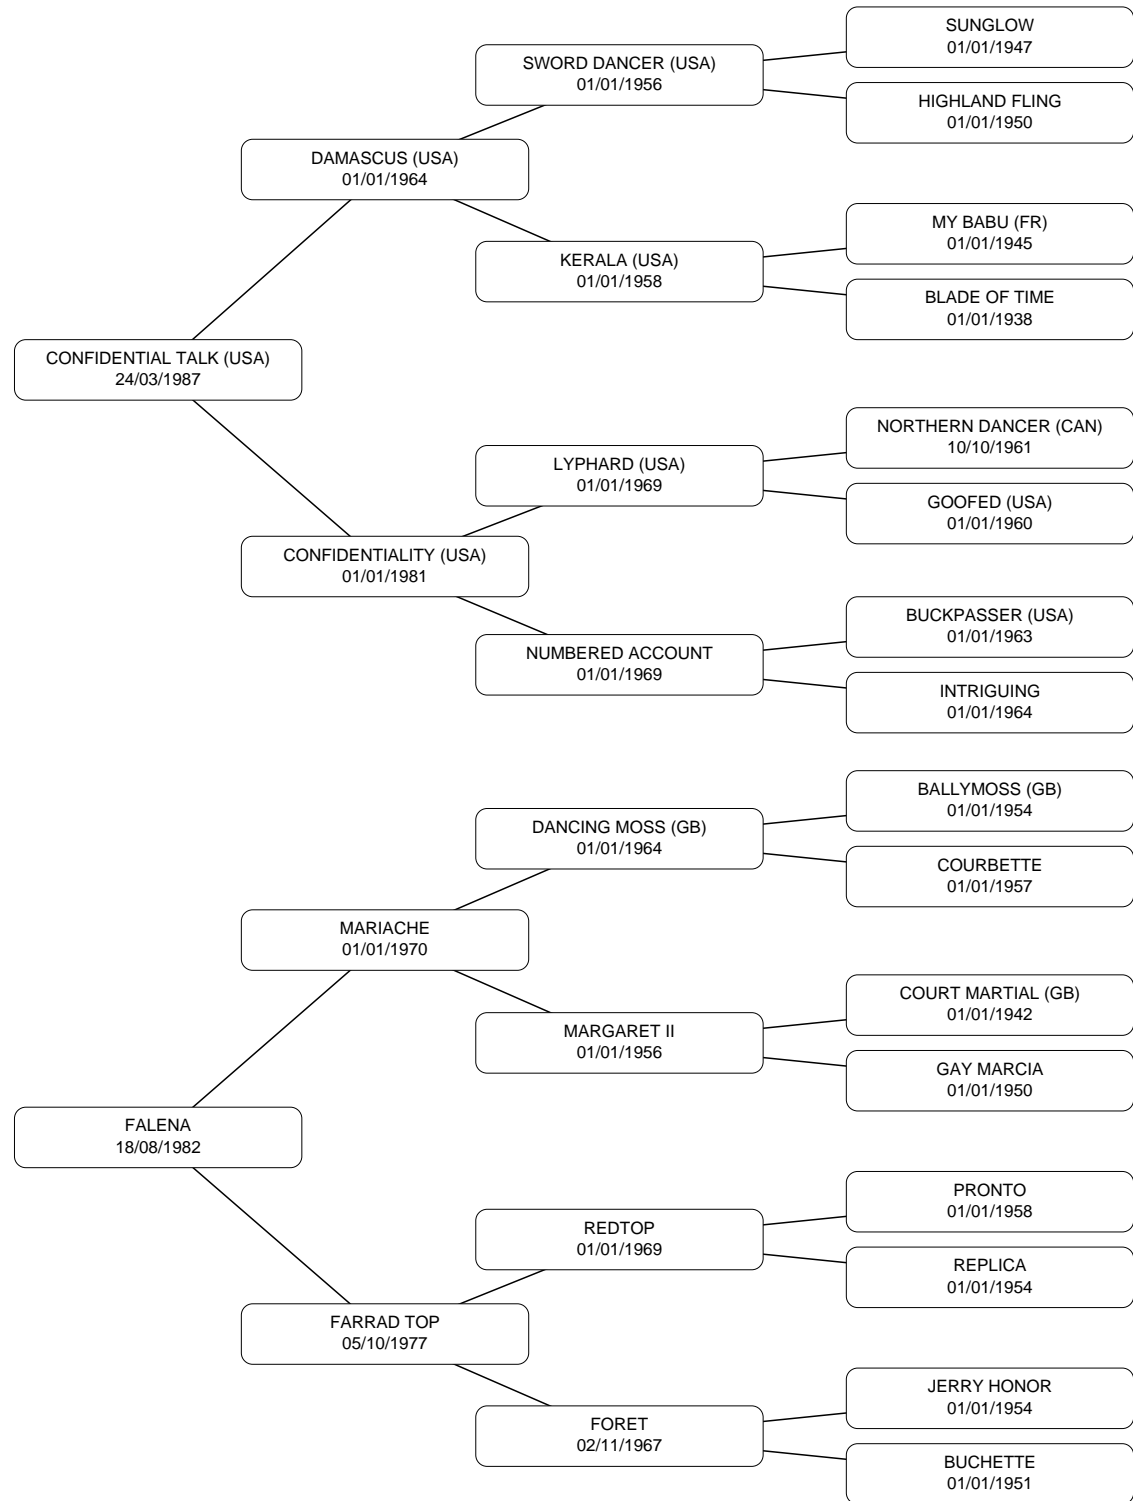 SUNGLOW
01/01/1947
SWORD DANCER (USA)
01/01/1956
HIGHLAND FLING
01/01/1950
DAMASCUS (USA)
01/01/1964
MY BABU (FR)
01/01/1945
KERALA (USA)
01/01/1958
BLADE OF TIME
01/01/1938
CONFIDENTIAL TALK (USA)
24/03/1987
NORTHERN DANCER (CAN)
10/10/1961
LYPHARD (USA)
01/01/1969
GOOFED (USA)
01/01/1960
CONFIDENTIALITY (USA)
01/01/1981
BUCKPASSER (USA)
01/01/1963
NUMBERED ACCOUNT
01/01/1969
INTRIGUING
01/01/1964
BALLYMOSS (GB)
01/01/1954
DANCING MOSS (GB)
01/01/1964
COURBETTE
01/01/1957
MARIACHE
01/01/1970
COURT MARTIAL (GB)
01/01/1942
MARGARET II
01/01/1956
GAY MARCIA
01/01/1950
FALENA
18/08/1982
PRONTO
01/01/1958
REDTOP
01/01/1969
REPLICA
01/01/1954
FARRAD TOP
05/10/1977
JERRY HONOR
01/01/1954
FORET
02/11/1967
BUCHETTE
01/01/1951